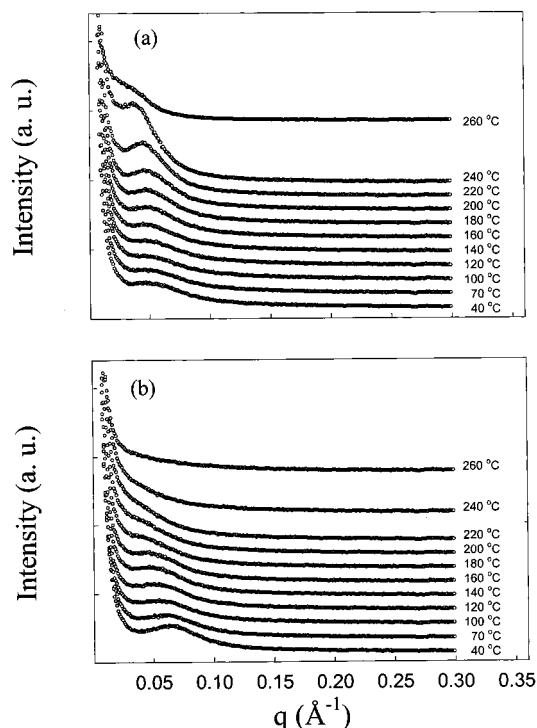 (a)
Intensity (a. u.)
260 °C
240 °C
220 °C
200 °C
180 °C
160 °C
140 °C
120 °C
100 °C
70 °C
40 °C
(b)
Intensity (a. u.)
260 °C
240 °C
220 °C
200 °C
180 °C
160 °C
140 °C
120 °C
100 °C
70 °C
40 °C
0.05 0.10 0.15 0.20 0.25 0.30 0.35
q (Å⁻¹)